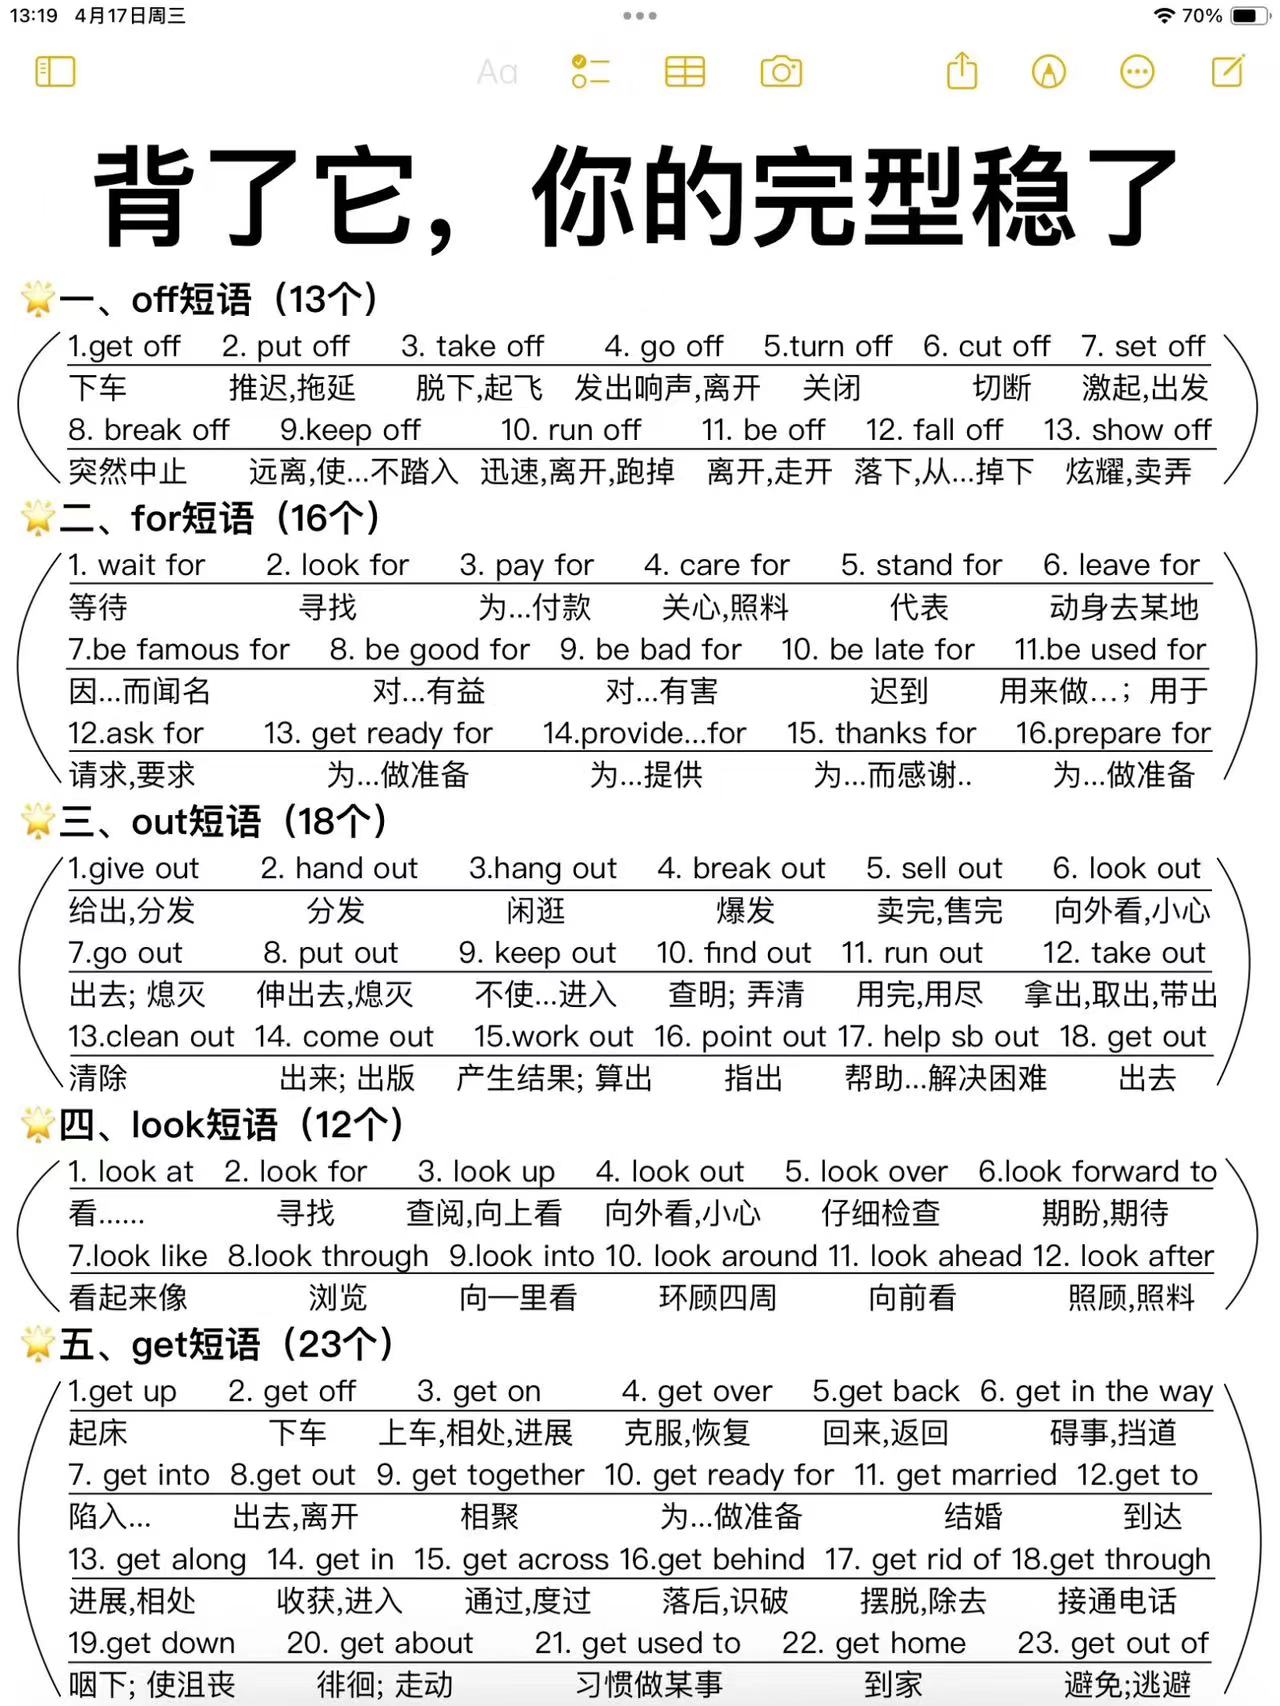 13:19 4月17日周三
70%
Aa
背了它，你的完型稳了
一、off短语（13个）
1.get off 2. put off 3. take off 4. go off 5.turn off 6. cut off 7. set off
下车 推迟,拖延 脱下,起飞 发出响声,离开 关闭 切断 激起,出发
8. break off 9.keep off 10. run off 11. be off 12. fall off 13. show off
突然中止 远离,使...不踏入 迅速,离开,跑掉 离开,走开 落下,从...掉下 炫耀,卖弄
二、for短语（16个）
1. wait for 2. look for 3. pay for 4. care for 5. stand for 6. leave for
等待 寻找 为...付款 关心,照料 代表 动身去某地
7.be famous for 8. be good for 9. be bad for 10. be late for 11.be used for
因...而闻名 对...有益 对...有害 迟到 用来做...；用于
12.ask for 13. get ready for 14.provide...for 15. thanks for 16.prepare for
请求,要求 为...做准备 为...提供 为...而感谢.. 为...做准备
三、out短语（18个）
1.give out 2. hand out 3.hang out 4. break out 5. sell out 6. look out
给出,分发 分发 闲逛 爆发 卖完,售完 向外看,小心
7.go out 8. put out 9. keep out 10. find out 11. run out 12. take out
出去; 熄灭 伸出去,熄灭 不使...进入 查明; 弄清 用完,用尽 拿出,取出,带出
13.clean out 14. come out 15.work out 16. point out 17. help sb out 18. get out
清除 出来; 出版 产生结果; 算出 指出 帮助...解决困难 出去
四、look短语（12个）
1. look at 2. look for 3. look up 4. look out 5. look over 6.look forward to
看...... 寻找 查阅,向上看 向外看,小心 仔细检查 期盼,期待
7.look like 8.look through 9.look into 10. look around 11. look ahead 12. look after
看起来像 浏览 向一里看 环顾四周 向前看 照顾,照料
五、get短语（23个）
1.get up 2. get off 3. get on 4. get over 5.get back 6. get in the way
起床 下车 上车,相处,进展 克服,恢复 回来,返回 碍事,挡道
7. get into 8.get out 9. get together 10. get ready for 11. get married 12.get to
陷入... 出去,离开 相聚 为...做准备 结婚 到达
13. get along 14. get in 15. get across 16.get behind 17. get rid of 18.get through
进展,相处 收获,进入 通过,度过 落后,识破 摆脱,除去 接通电话
19.get down 20. get about 21. get used to 22. get home 23. get out of
咽下; 使沮丧 徘徊; 走动 习惯做某事 到家 避免;逃避